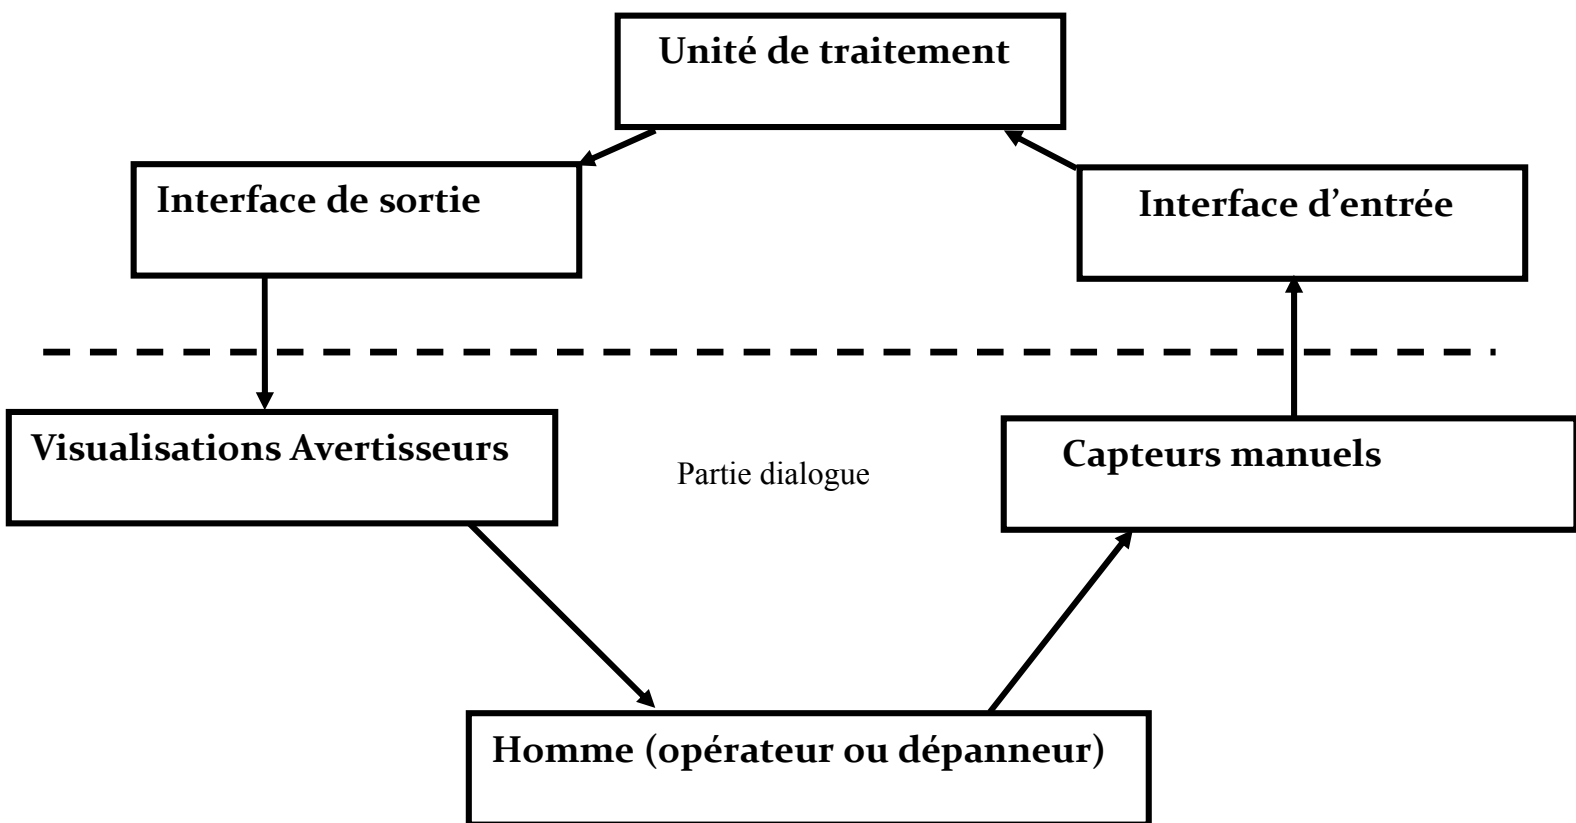 Unité de traitement
Interface de sortie
Interface d’entrée
Visualisations Avertisseurs
Partie dialogue
Capteurs manuels
Homme (opérateur ou dépanneur)